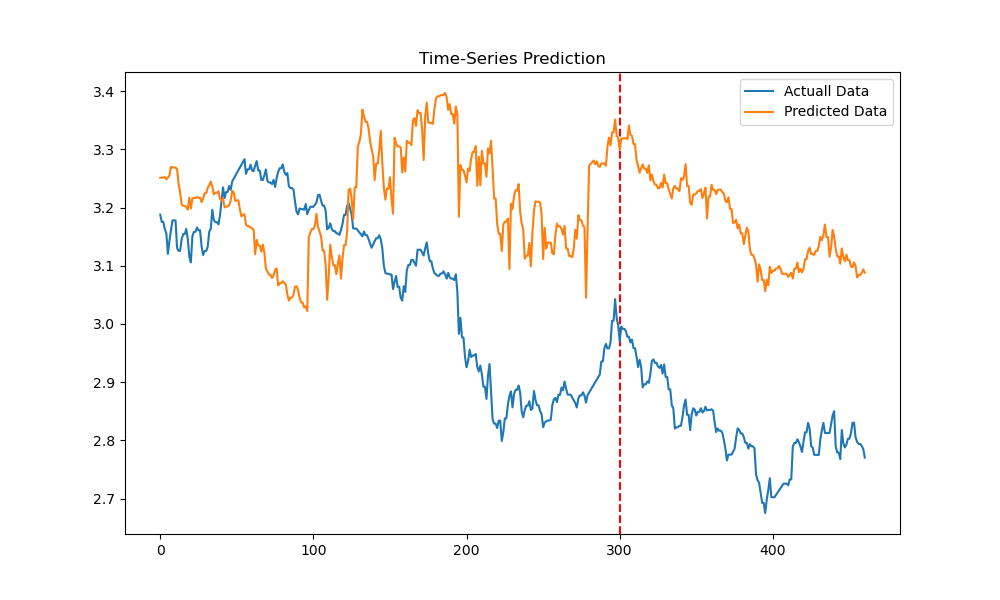 Time-Series Prediction
Actuall Data
Predicted Data
3.4
3.3
3.2
3.1
3.0
2.9
2.8
2.7
0 100 200 300 400